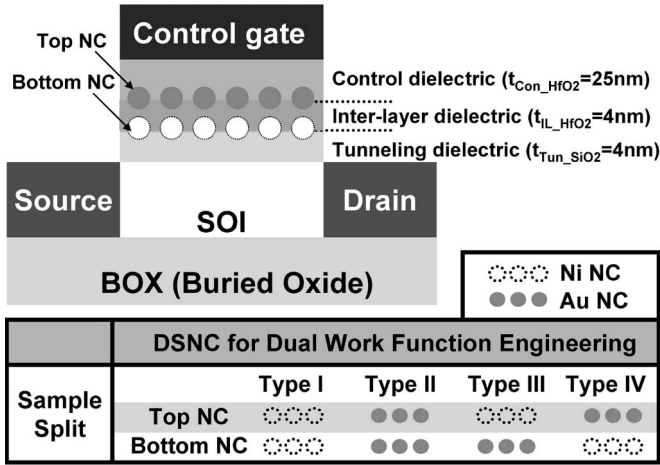 Top NC
Control gate
Bottom NC
Control dielectric (tCon_HfO2=25nm)
Inter-layer dielectric (tIL_HfO2=4nm)
Tunneling dielectric (tTun_SiO2=4nm)
Source
SOI
Drain
BOX (Buried Oxide)
Ni NC
Au NC
DSNC for Dual Work Function Engineering
Sample Split
Type I Type II Type III Type IV
Top NC
Bottom NC